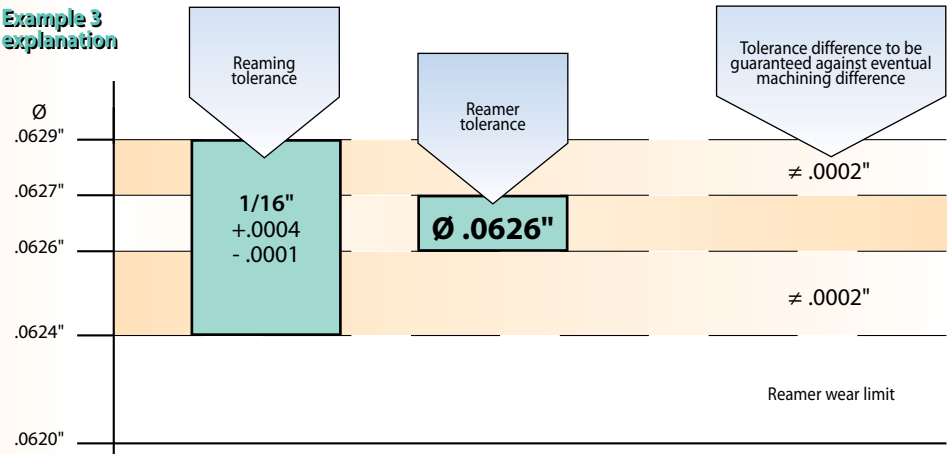 Example 3
explanation
Reaming
tolerance
Reamer
tolerance
Tolerance difference to be
guaranteed against eventual
machining difference
Ø
.0629"
.0627"
.0626"
.0624"
.0620"
1/16"
+.0004
- .0001
Ø .0626"
≠ .0002"
≠ .0002"
Reamer wear limit